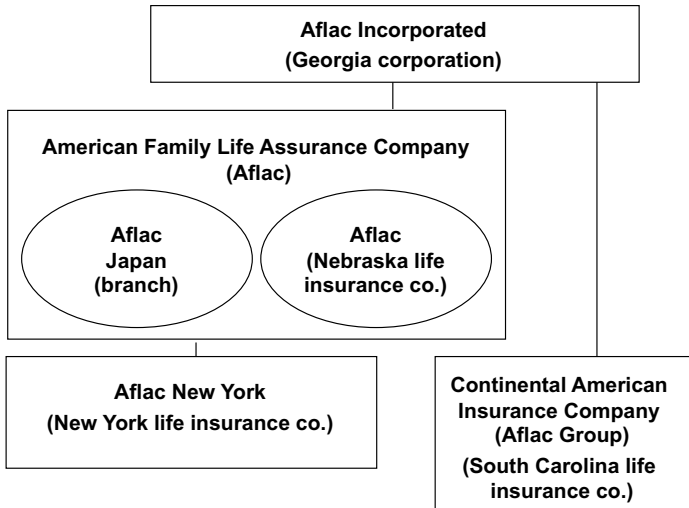 Aflac Incorporated
(Georgia corporation)
American Family Life Assurance Company
(Aflac)
Aflac
Japan
(branch)
Aflac
(Nebraska life
insurance co.)
Aflac New York
(New York life insurance co.)
Continental American
Insurance Company
(Aflac Group)
(South Carolina life
insurance co.)